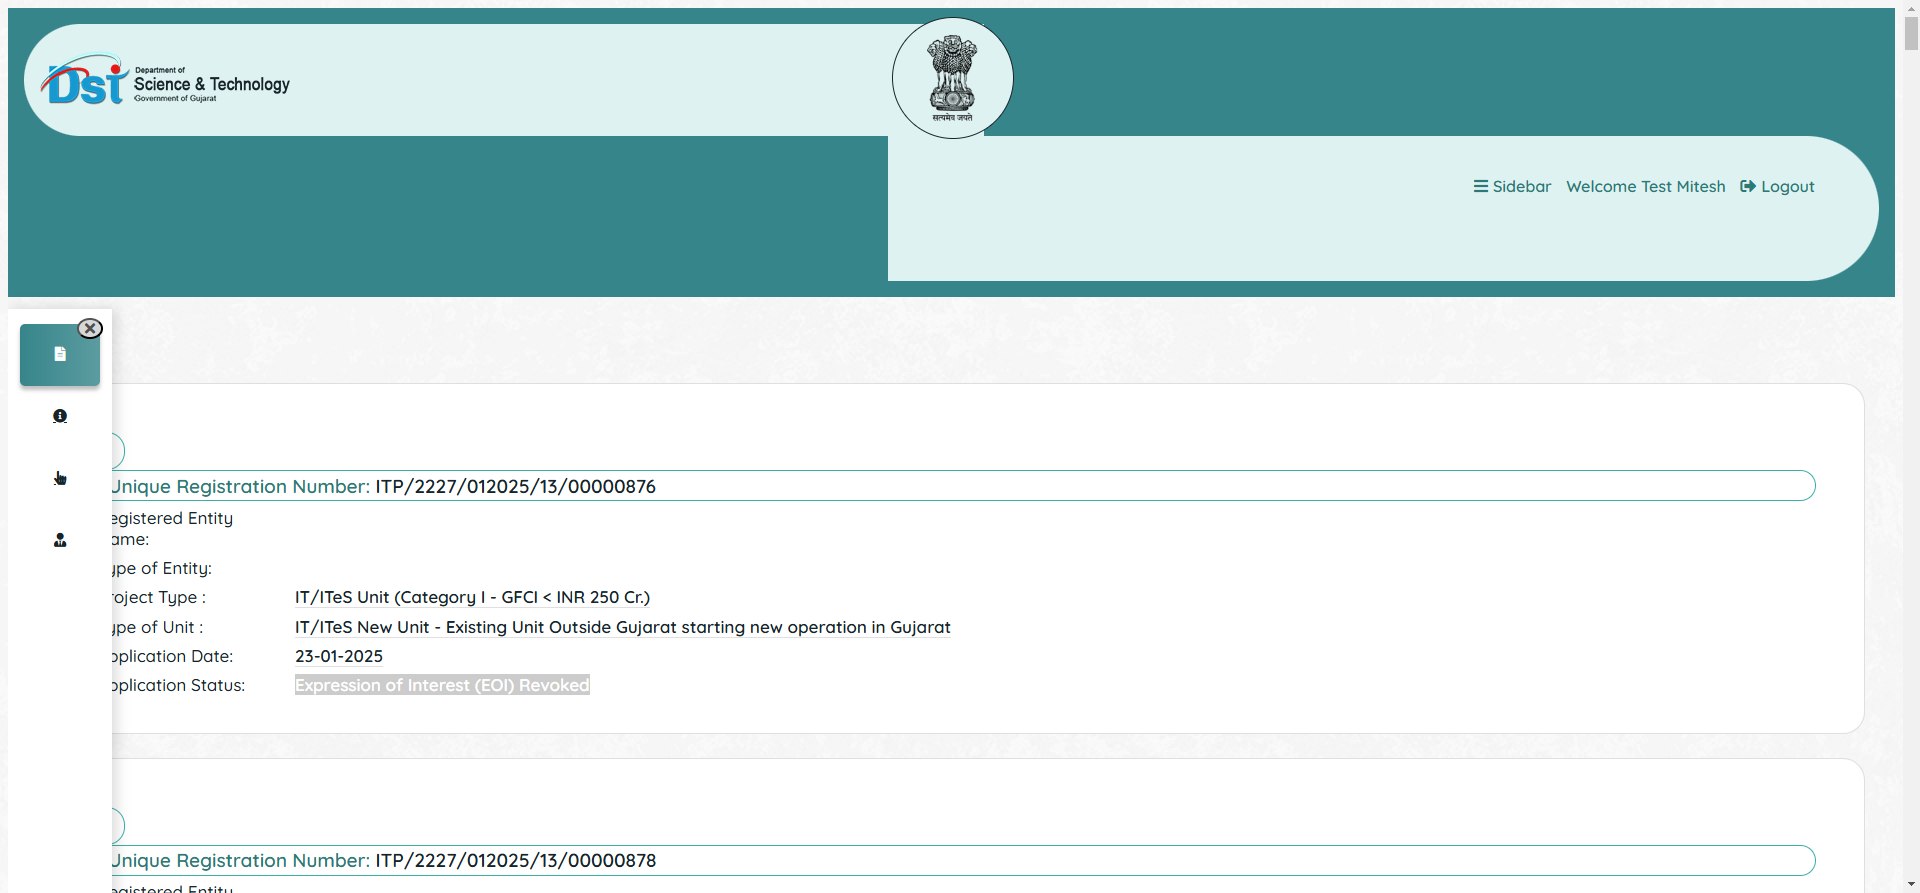 Dst
Department of
Science & Technology
Government of Gujarat
सत्यमेव जयते
Sidebar Welcome Test Mitesh Logout
Unique Registration Number: ITP/2227/012025/13/00000876
egistered Entity
ame:
ype of Entity:
roject Type : IT/ITeS Unit (Category I - GFCI < INR 250 Cr.)
ype of Unit : IT/ITeS New Unit - Existing Unit Outside Gujarat starting new operation in Gujarat
pplication Date: 23-01-2025
pplication Status: Expression of Interest (EOI) Revoked
Unique Registration Number: ITP/2227/012025/13/00000878
egistered Entity